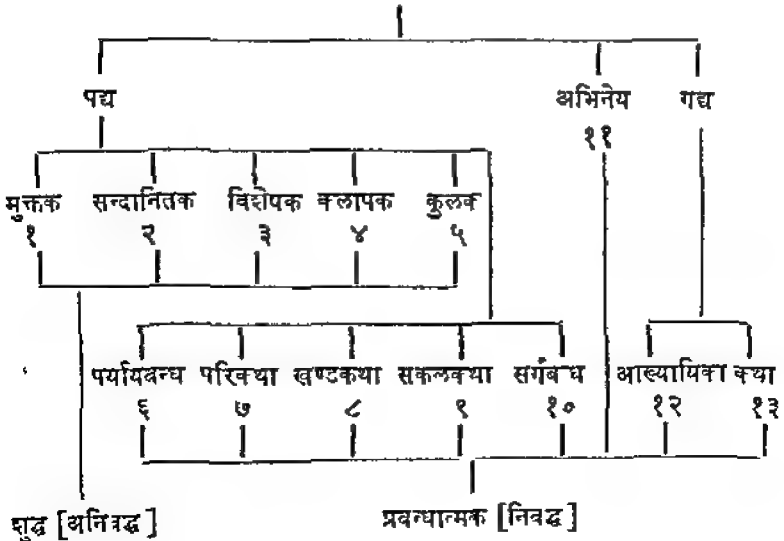 पद्य अभिनेय गद्य
११
मुक्तक सन्दानितक विशेषक कलापक कुलक
१ २ ३ ४ ५
पर्यायबन्ध परिकथा खण्डकथा सकलकथा सर्गबन्ध आख्यायिका कथा
६ ७ ८ ९ १० १२ १३
शुद्ध [अनिबद्ध] प्रबन्धात्मक [निबद्ध]